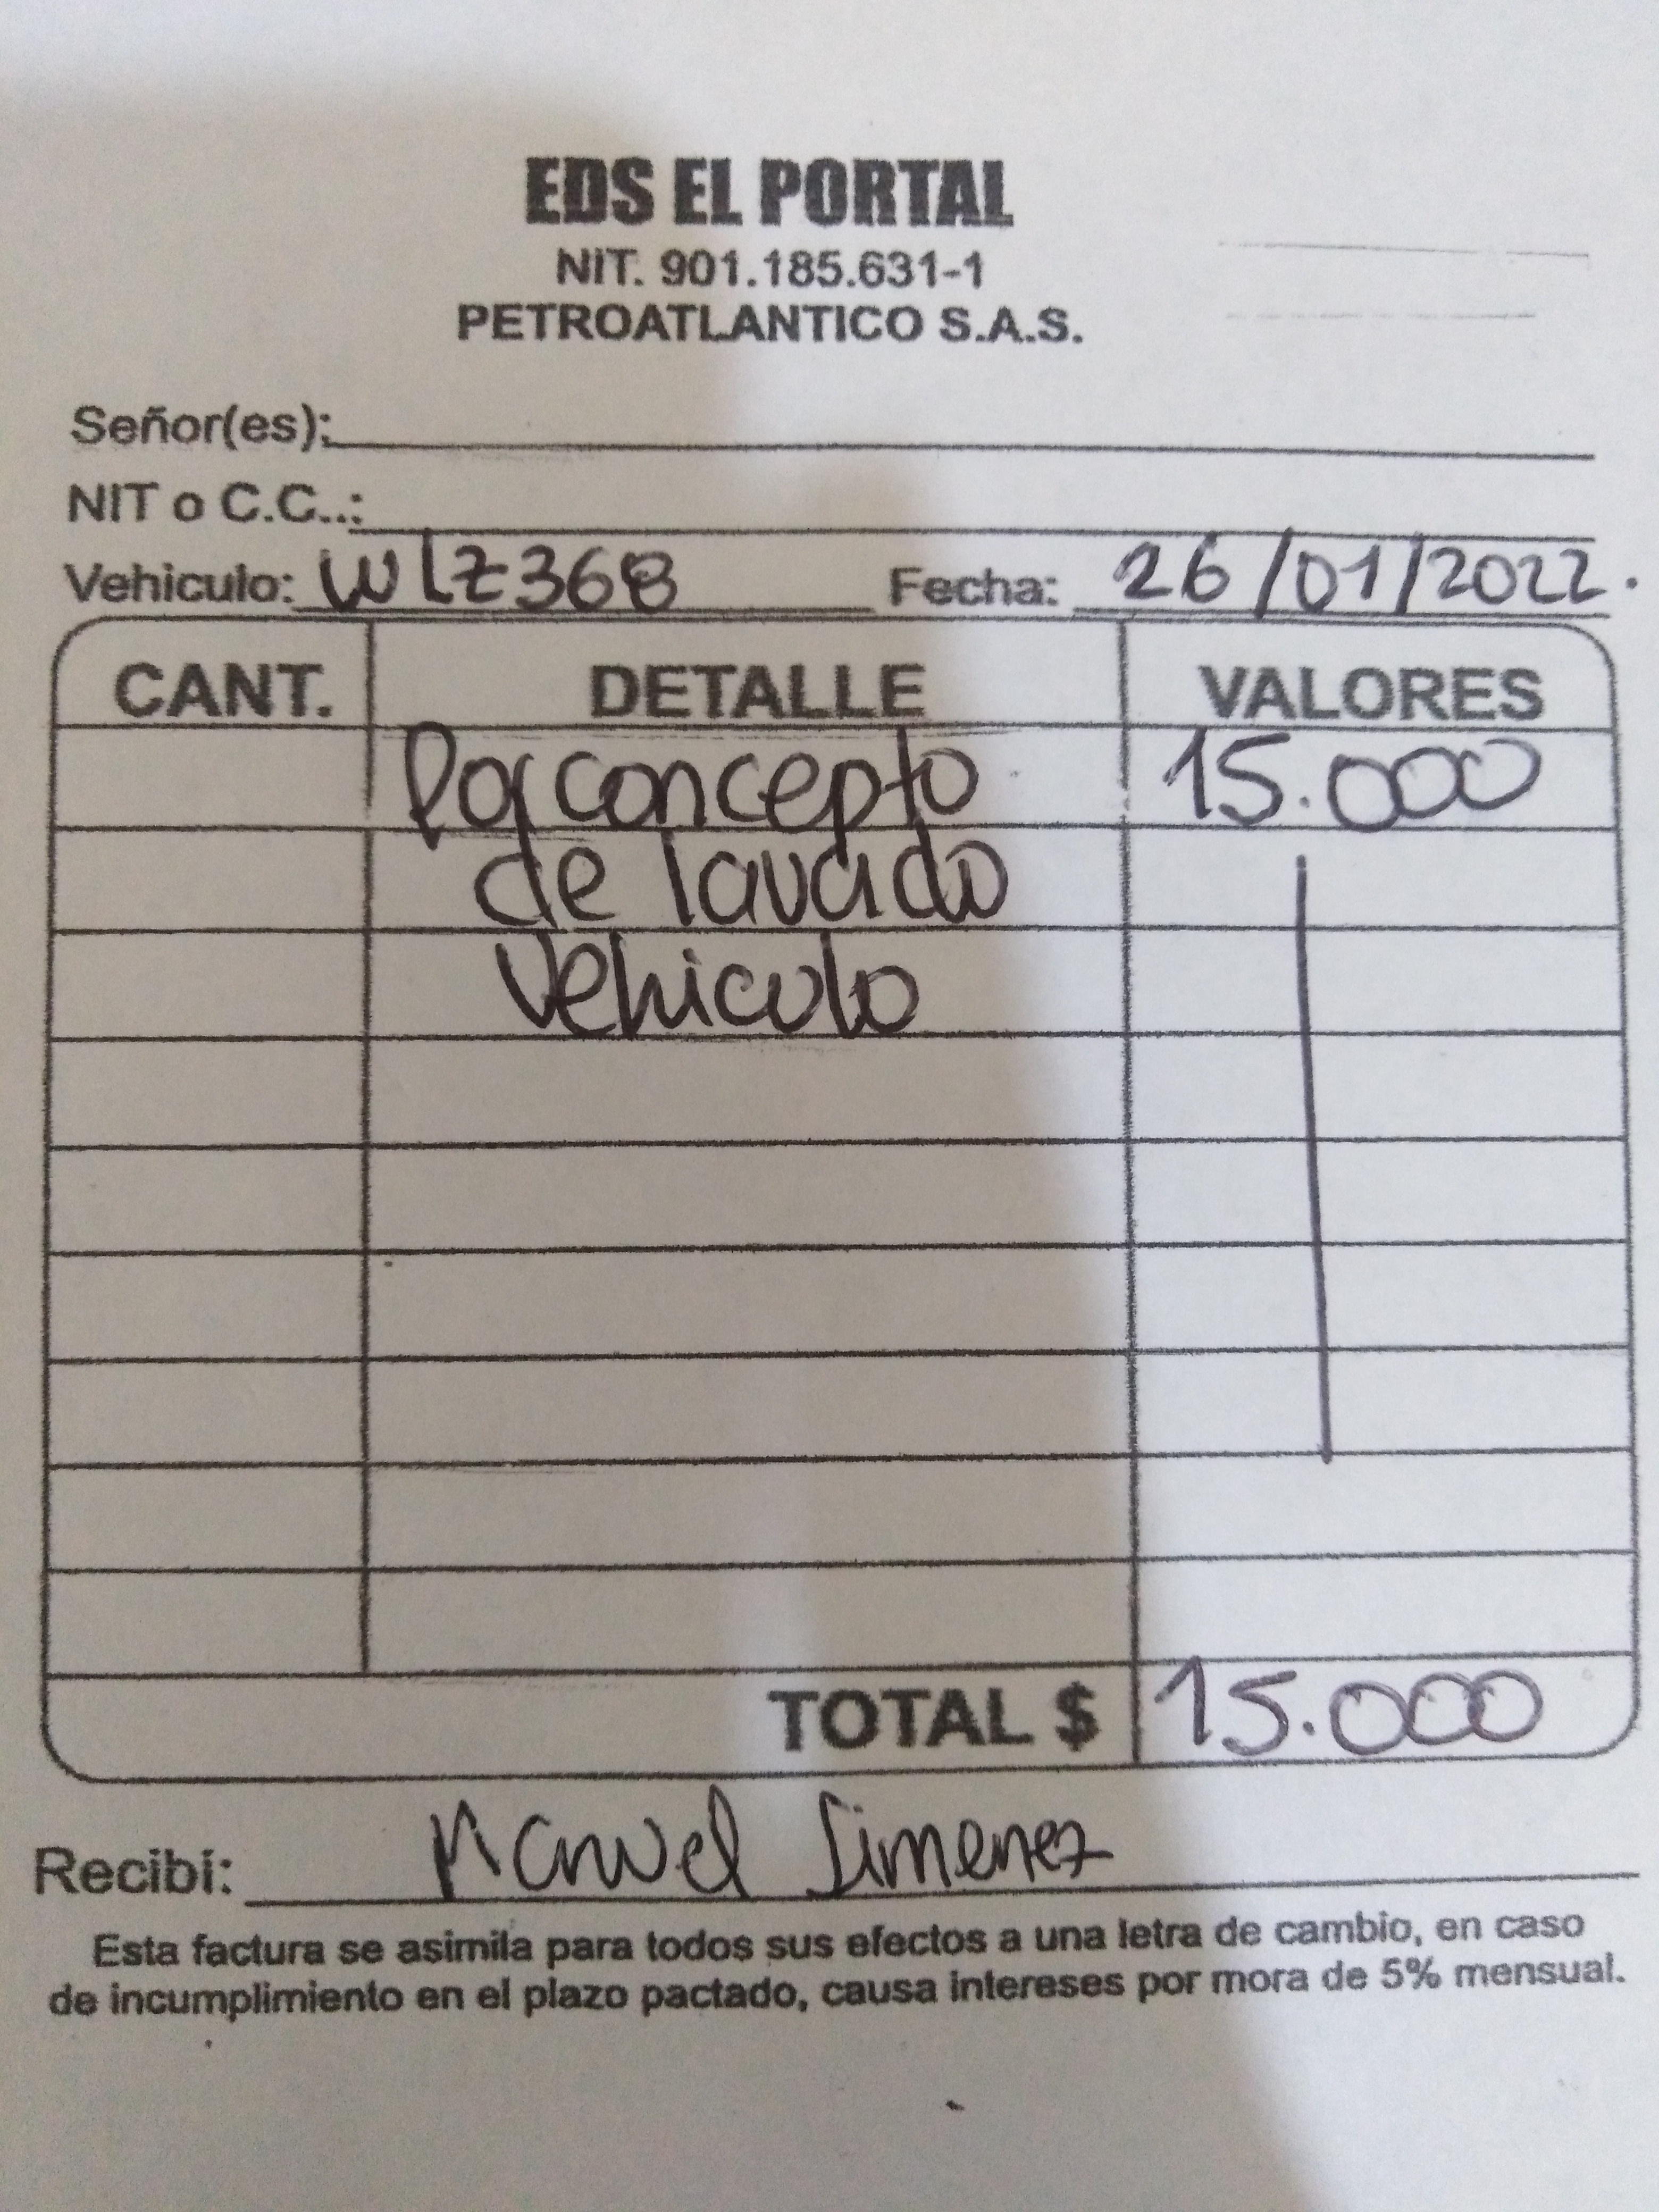 EDS EL PORTAL
NIT. 901.185.631-1
PETROATLANTICO S.A.S.
Señor(es):
NIT o C.C..:
Vehiculo: WLZ368 Fecha: 26/01/2022.
CANT. DETALLE VALORES
Por concepto 15.000
de lavado
Vehiculo
TOTAL $ 15.000
Recibí: Manuel Jimenez
Esta factura se asimila para todos sus efectos a una letra de cambio, en caso
de incumplimiento en el plazo pactado, causa intereses por mora de 5% mensual.